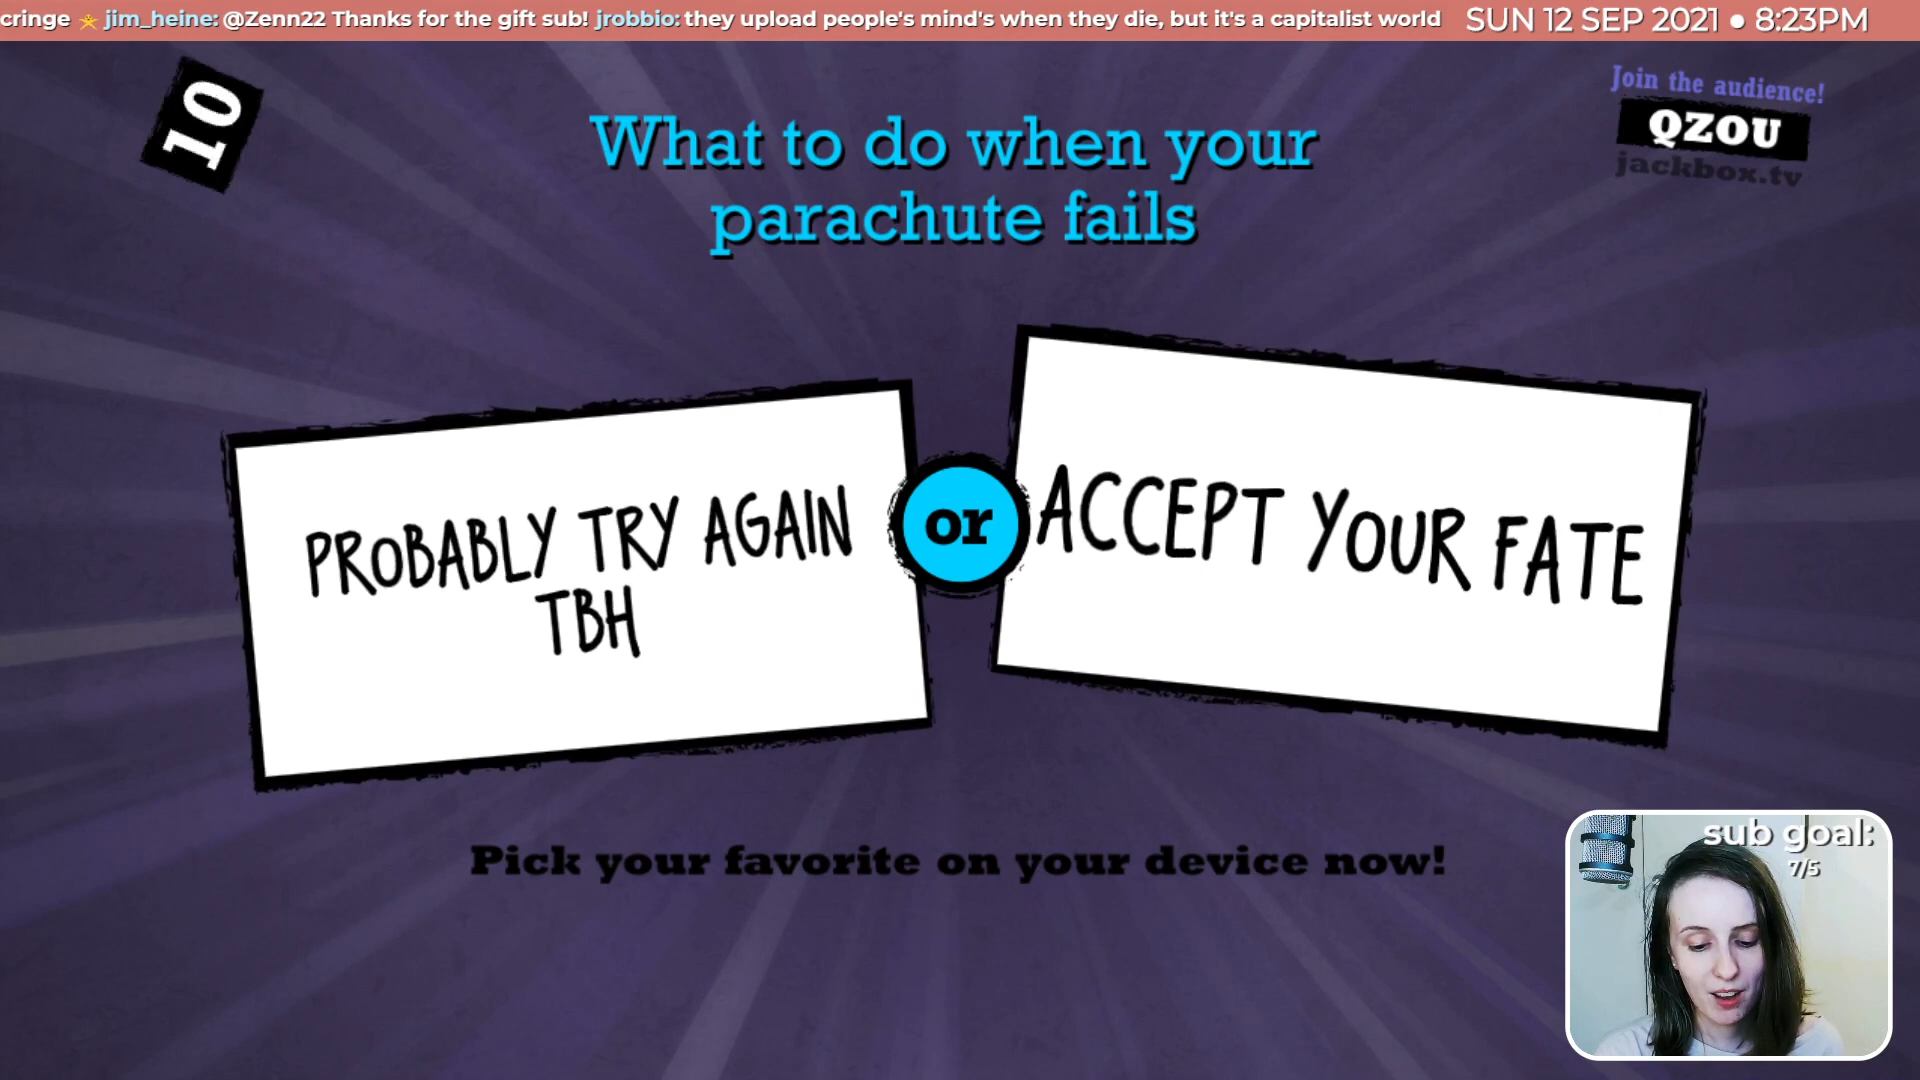 cringe jim_heine: @Zenn22 Thanks for the gift sub! jrobbio: they upload people's mind's when they die, but it's a capitalist world
SUN 12 SEP 2021 ● 8:23PM
10
Join the audience!
QZOU
jackbox.tv
What to do when your
parachute fails
PROBABLY TRY AGAIN
TBH
or
ACCEPT YOUR FATE
Pick your favorite on your device now!
sub goal:
7/5